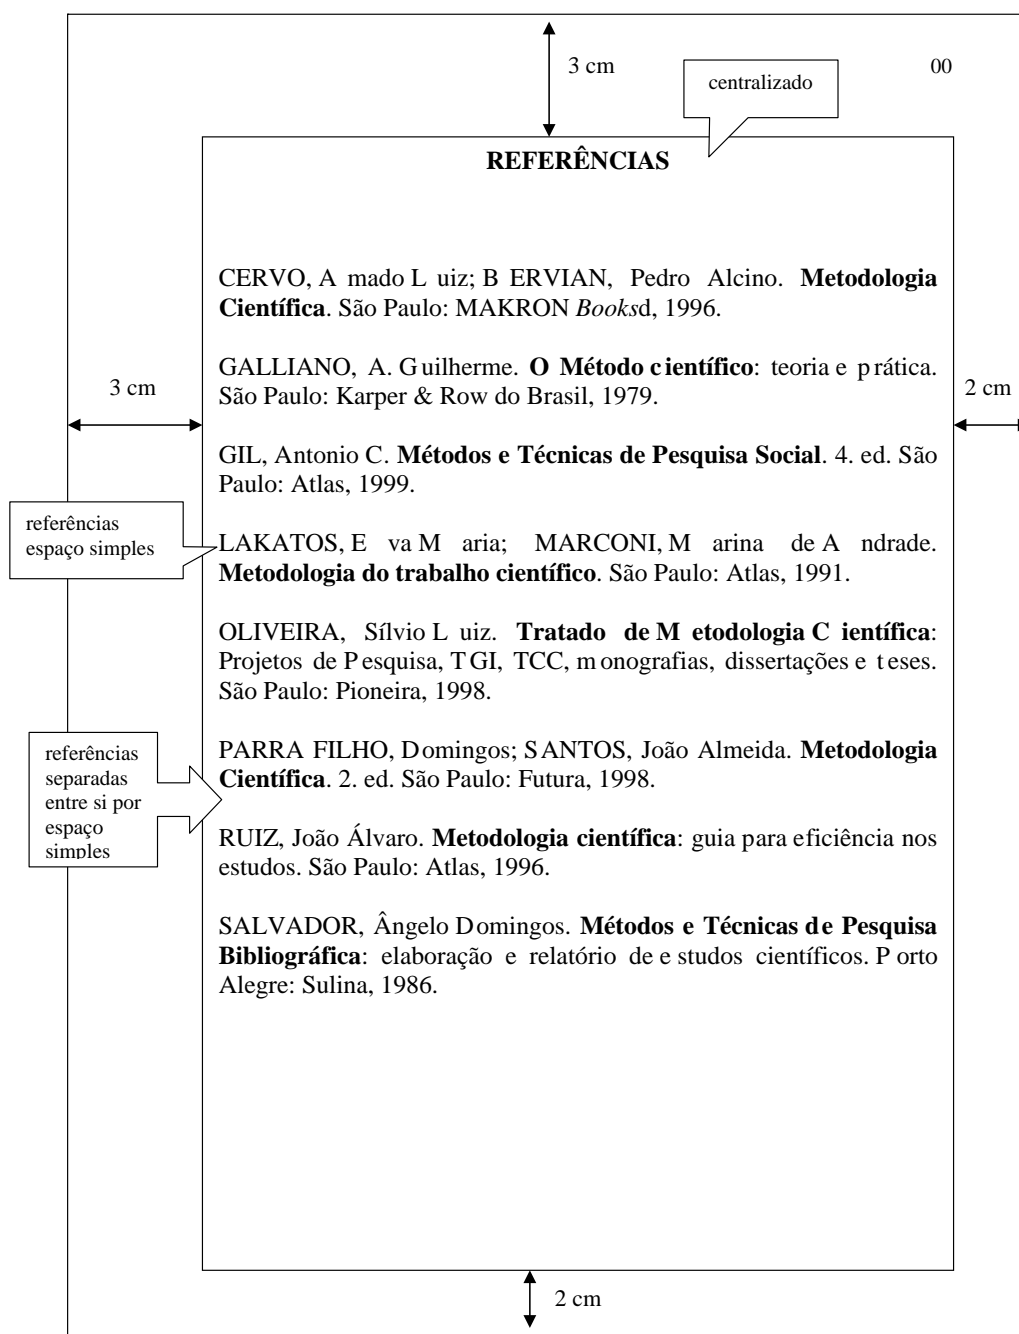 3 cm
00
centralizado
REFERÊNCIAS
CERVO, A mado L uiz; B ERVIAN, Pedro Alcino. Metodologia
Científica. São Paulo: MAKRON Booksd, 1996.
GALLIANO, A. G uilherme. O Método c ientífico: teoria e p rática.
São Paulo: Karper & Row do Brasil, 1979.
3 cm
2 cm
GIL, Antonio C. Métodos e Técnicas de Pesquisa Social. 4. ed. São
Paulo: Atlas, 1999.
referências
espaço simples
LAKATOS, E va M aria; MARCONI, M arina de A ndrade.
Metodologia do trabalho científico. São Paulo: Atlas, 1991.
OLIVEIRA, Sílvio L uiz. Tratado de M etodologia C ientífica:
Projetos de P esquisa, T GI, TCC, m onografias, dissertações e t eses.
São Paulo: Pioneira, 1998.
referências
separadas
entre si por
espaço
simples
PARRA FILHO, D omingos; S ANTOS, João Almeida. Metodologia
Científica. 2. ed. São Paulo: Futura, 1998.
RUIZ, João Álvaro. Metodologia científica: guia para e ficiência nos
estudos. São Paulo: Atlas, 1996.
SALVADOR, Ângelo D omingos. Métodos e Técnicas d e Pesquisa
Bibliográfica: elaboração e relatório de e studos científicos. P orto
Alegre: Sulina, 1986.
2 cm